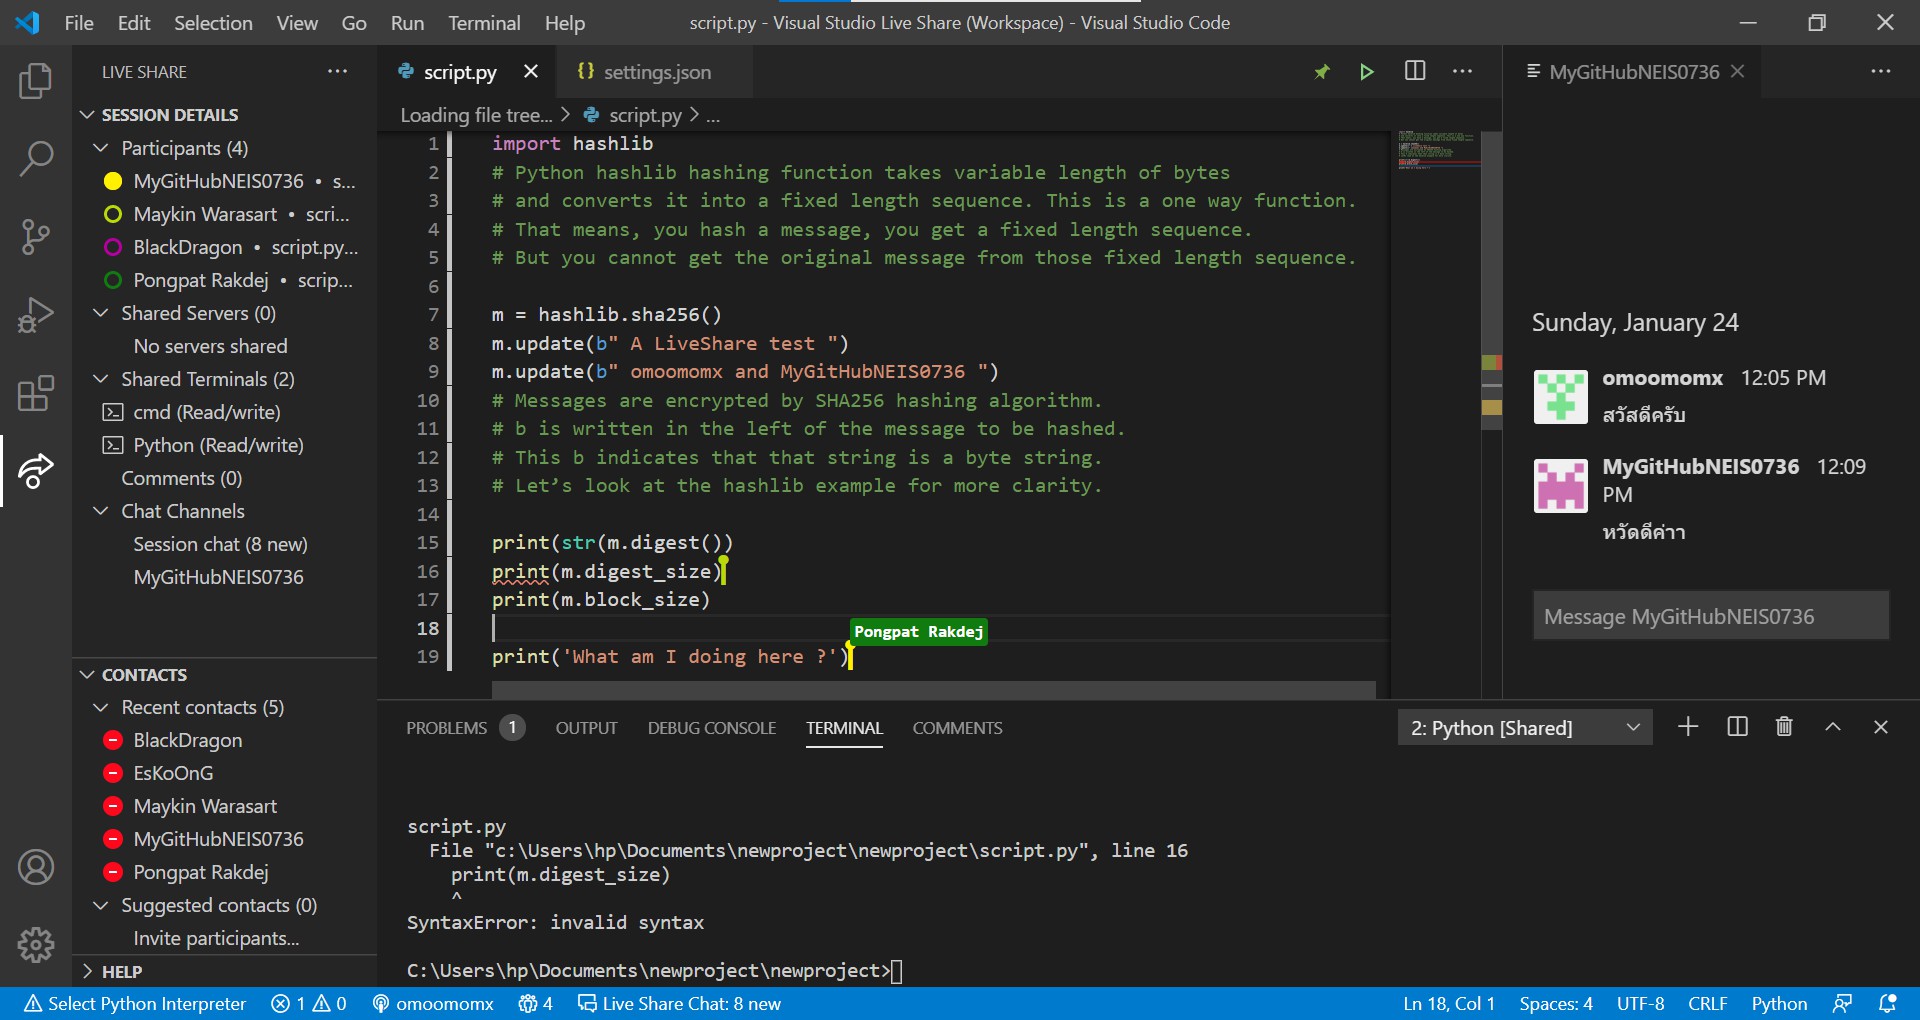 File Edit Selection View Go Run Terminal Help
script.py - Visual Studio Live Share (Workspace) - Visual Studio Code
LIVE SHARE
SESSION DETAILS
Participants (4)
MyGitHubNEIS0736 • s...
Maykin Warasart • scri...
BlackDragon • script.py...
Pongpat Rakdej • scrip...
Shared Servers (0)
No servers shared
Shared Terminals (2)
cmd (Read/write)
Python (Read/write)
Comments (0)
Chat Channels
Session chat (8 new)
MyGitHubNEIS0736
CONTACTS
Recent contacts (5)
BlackDragon
EsKoOnG
Maykin Warasart
MyGitHubNEIS0736
Pongpat Rakdej
Suggested contacts (0)
Invite participants...
HELP
script.py
settings.json
Loading file tree... > script.py > ...
1 import hashlib
2 # Python hashlib hashing function takes variable length of bytes
3 # and converts it into a fixed length sequence. This is a one way function.
4 # That means, you hash a message, you get a fixed length sequence.
5 # But you cannot get the original message from those fixed length sequence.
6
7 m = hashlib.sha256()
8 m.update(b" A LiveShare test ")
9 m.update(b" omoomomx and MyGitHubNEIS0736 ")
10 # Messages are encrypted by SHA256 hashing algorithm.
11 # b is written in the left of the message to be hashed.
12 # This b indicates that that string is a byte string.
13 # Let’s look at the hashlib example for more clarity.
14
15 print(str(m.digest())
16 print(m.digest_size)
17 print(m.block_size)
18
Pongpat Rakdej
19 print('What am I doing here ?')
MyGitHubNEIS0736
Sunday, January 24
omoomomx 12:05 PM
สวัสดีครับ
MyGitHubNEIS0736 12:09
PM
หวัดดีค่าา
Message MyGitHubNEIS0736
PROBLEMS 1 OUTPUT DEBUG CONSOLE TERMINAL COMMENTS
2: Python [Shared]
script.py
File "c:\Users\hp\Documents\newproject\newproject\script.py", line 16
print(m.digest_size)
^
SyntaxError: invalid syntax
C:\Users\hp\Documents\newproject\newproject>
Select Python Interpreter 1 0 omoomomx 4 Live Share Chat: 8 new
Ln 18, Col 1 Spaces: 4 UTF-8 CRLF Python